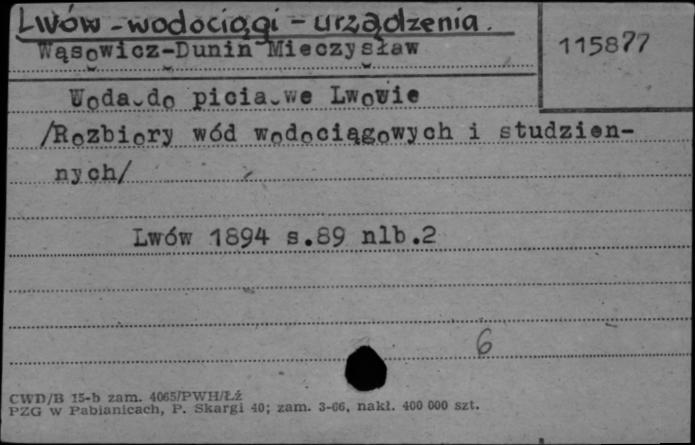 Lwów - wodociągi - urządzenia.
Wąsowicz-Dunin Mieczysław
115877
Woda do picia we Lwowie
/Rozbiory wód wodociągowych i studzien-
nych/
Lwów 1894 s.89 nlb.2
6
CWD/B 15-b zam. 4065/PWH/Łż
PZG w Pabianicach, P. Skargi 40; zam. 3-66, nakł. 400 000 szt.